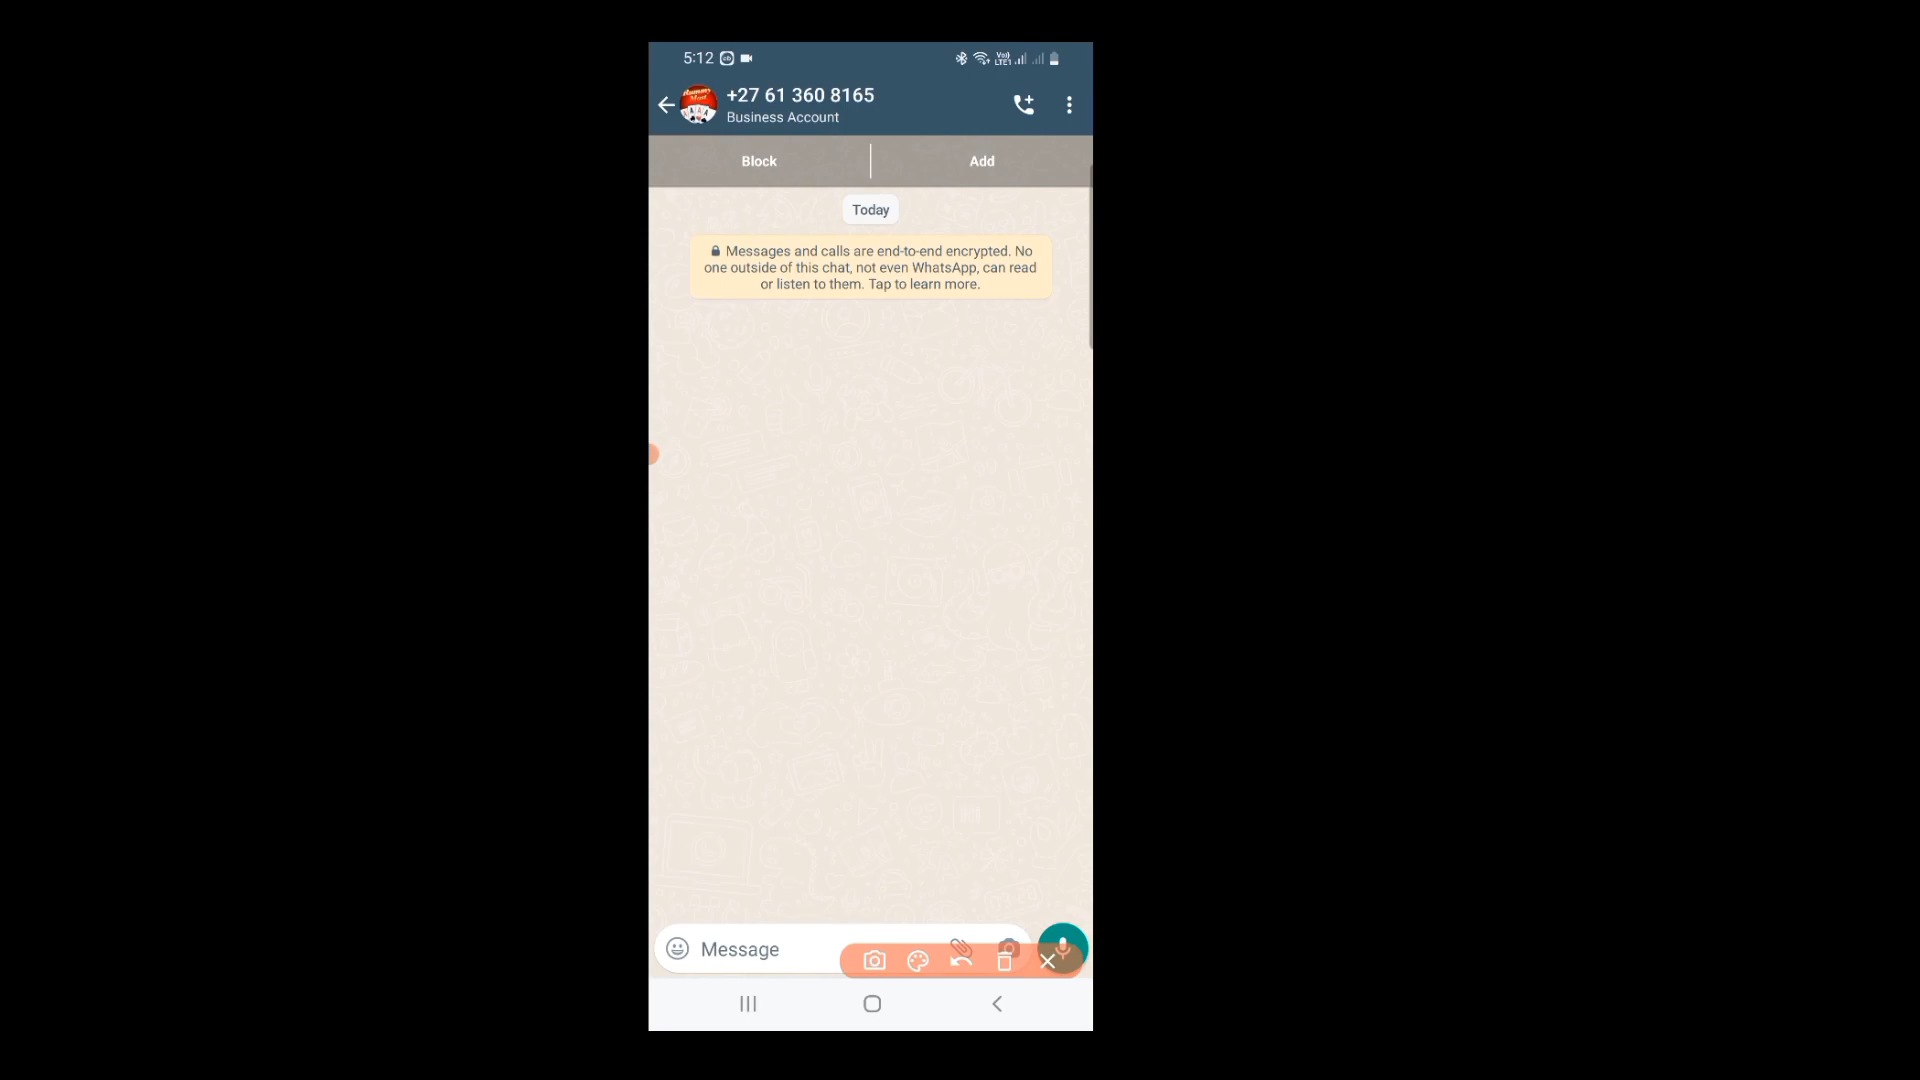 5:12
+27 61 360 8165
Business Account
Block
Add
Today
Messages and calls are end-to-end encrypted. No
one outside of this chat, not even WhatsApp, can read
or listen to them. Tap to learn more.
Message